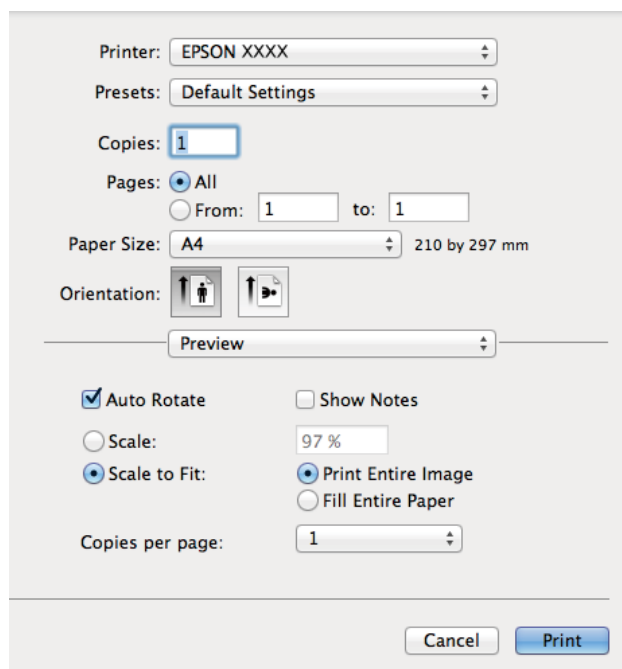 Printer: EPSON XXXX
Presets: Default Settings
Copies: 1
Pages: All
From: 1 to: 1
Paper Size: A4 210 by 297 mm
Orientation:
Preview
Auto Rotate Show Notes
Scale: 97 %
Scale to Fit: Print Entire Image
Fill Entire Paper
Copies per page: 1
Cancel Print